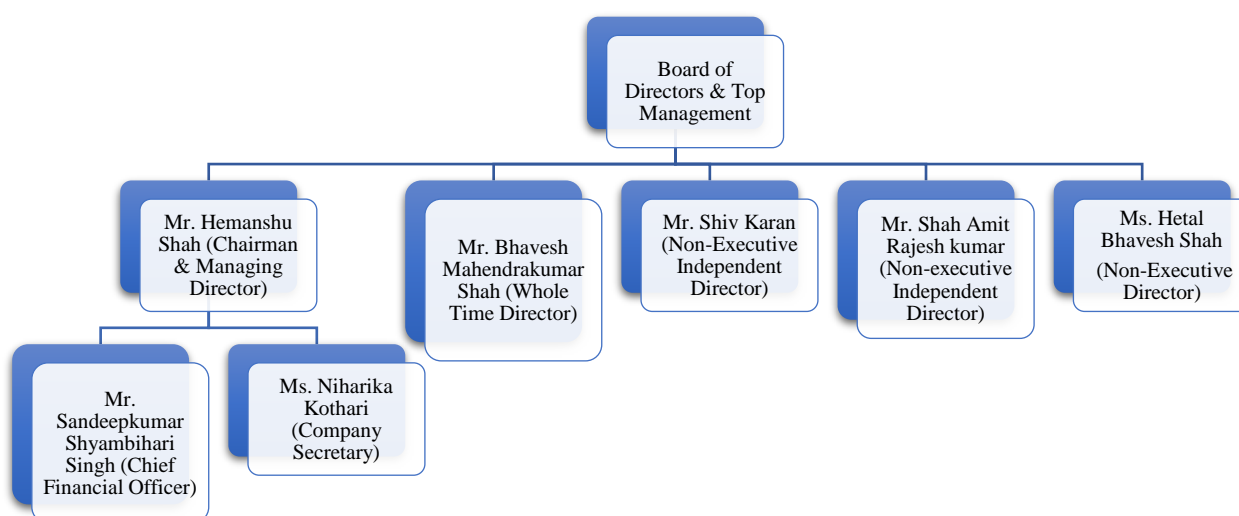 Board of
Directors & Top
Management
Mr. Hemanshu
Shah (Chairman
& Managing
Director)
Mr. Bhavesh
Mahendrakumar
Shah (Whole
Time Director)
Mr. Shiv Karan
(Non-Executive
Independent
Director)
Mr. Shah Amit
Rajesh kumar
(Non-executive
Independent
Director)
Ms. Hetal
Bhavesh Shah
(Non-Executive
Director)
Mr.
Sandeepkumar
Shyambihari
Singh (Chief
Financial Officer)
Ms. Niharika
Kothari
(Company
Secretary)